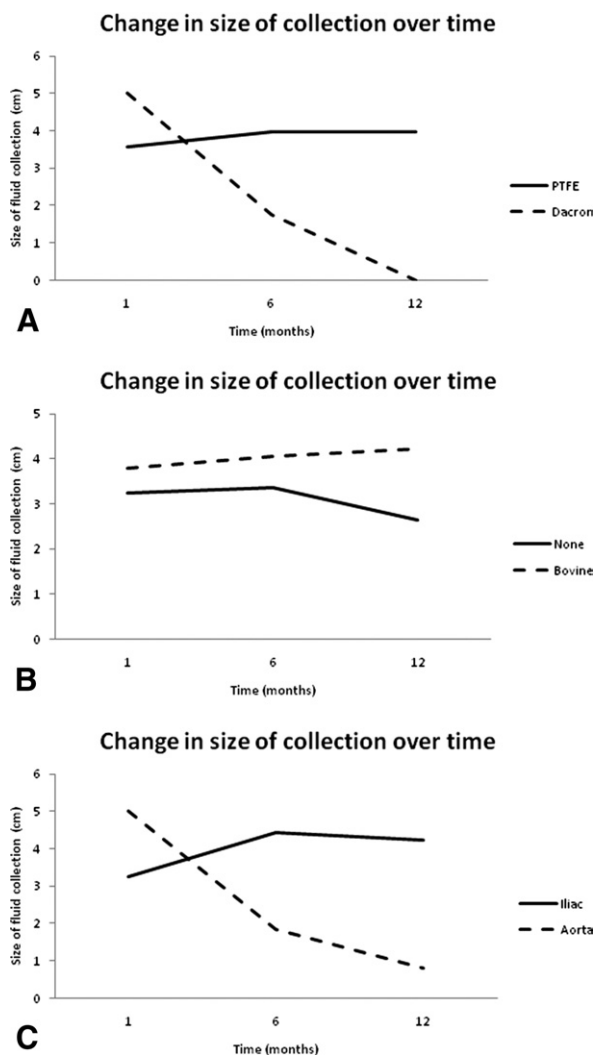 Change in size of collection over time
Size of fluid collection (cm)
6
5
4
3
2
1
0
1 6 12
Time (months)
PTFE
Dacron
A
Change in size of collection over time
Size of fluid collection (cm)
5
4
3
2
1
0
1 6 12
Time (months)
None
Bovine
B
Change in size of collection over time
Size of fluid collection (cm)
6
5
4
3
2
1
0
1 6 12
Time (months)
Iliac
Aorta
C